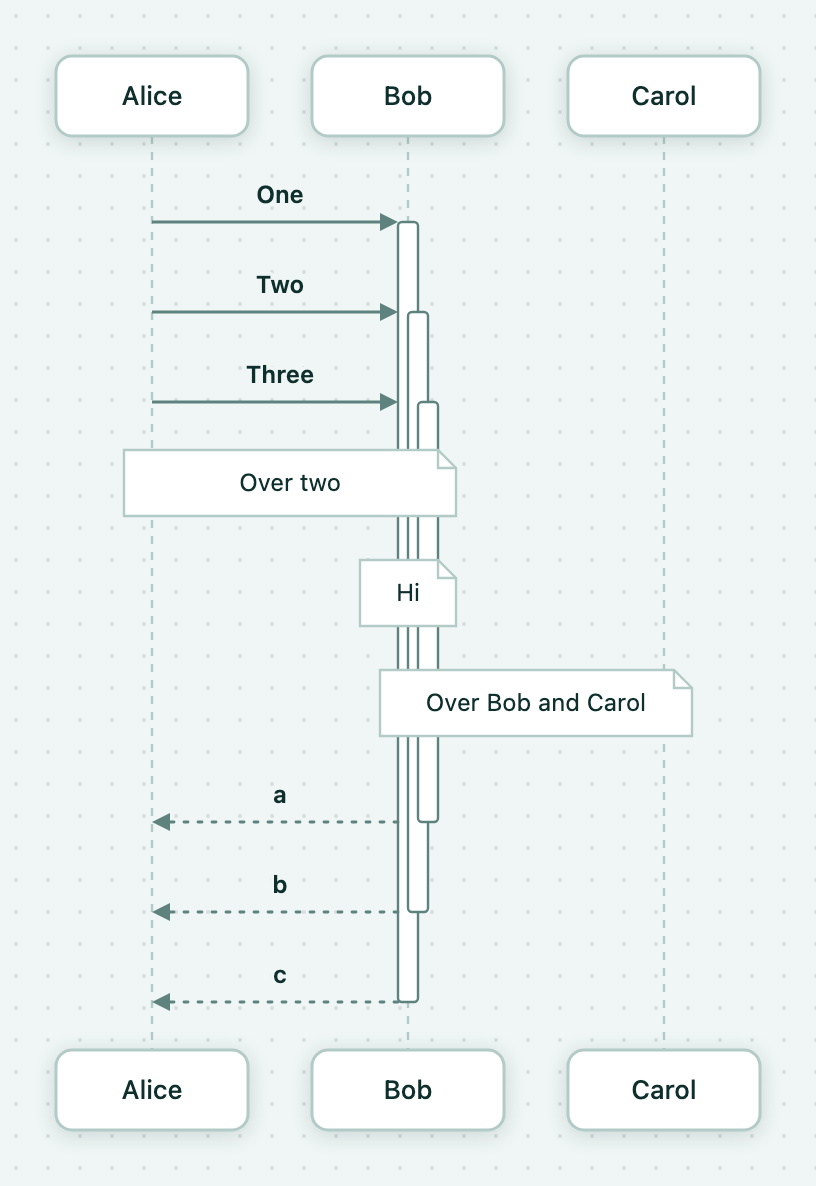 Alice
Bob
Carol
One
Two
Three
Over two
Hi
Over Bob and Carol
a
b
c
Alice
Bob
Carol